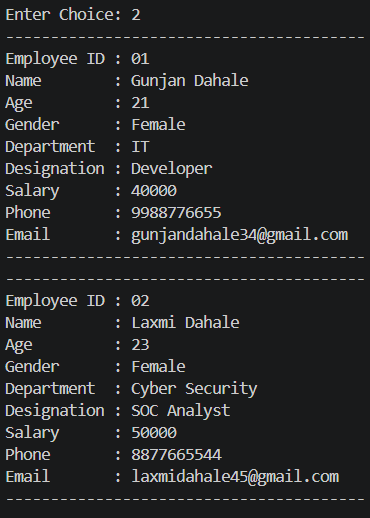 Enter Choice: 2
----------------------------------------
Employee ID : 01
Name        : Gunjan Dahale
Age         : 21
Gender      : Female
Department  : IT
Designation : Developer
Salary      : 40000
Phone       : 9988776655
Email       : gunjandahale34@gmail.com
----------------------------------------
----------------------------------------
Employee ID : 02
Name        : Laxmi Dahale
Age         : 23
Gender      : Female
Department  : Cyber Security
Designation : SOC Analyst
Salary      : 50000
Phone       : 8877665544
Email       : laxmidahale45@gmail.com
----------------------------------------